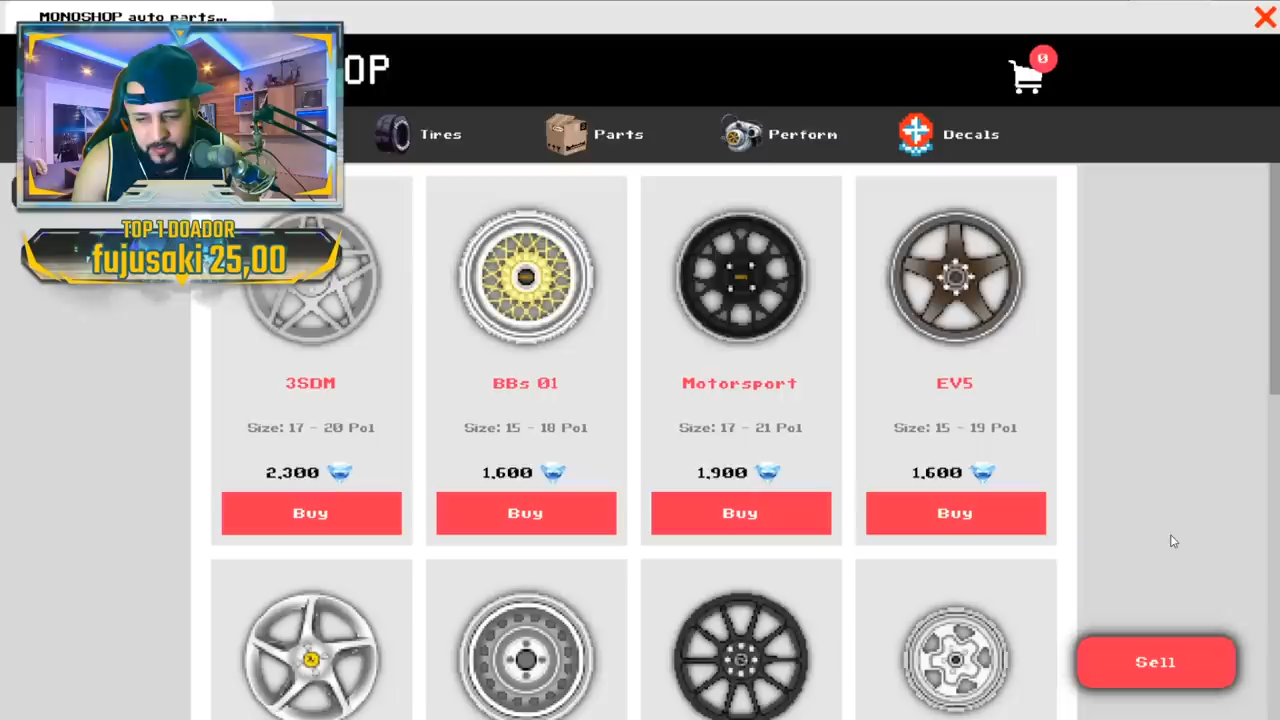 MONOSHOP auto parts...
OP
0
Tires
Parts
Perform
Decals
TOP 1 DOADOR
fujusaki 25,00
3SDM
BBs 01
Motorsport
EV5
Size: 17 - 20 Pol
Size: 15 - 18 Pol
Size: 17 - 21 Pol
Size: 15 - 19 Pol
2,300
1,600
1,900
1,600
Buy
Buy
Buy
Buy
Sell